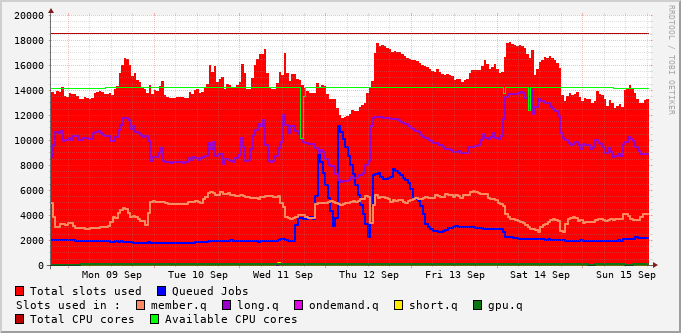 20000
18000
16000
14000
12000
10000
8000
6000
4000
2000
0
Mon 09 Sep Tue 10 Sep Wed 11 Sep Thu 12 Sep Fri 13 Sep Sat 14 Sep Sun 15 Sep
Total slots used Queued Jobs
Slots used in : member.q long.q ondemand.q short.q gpu.q
Total CPU cores Available CPU cores
RRDTOOL / TOBI OETIKER